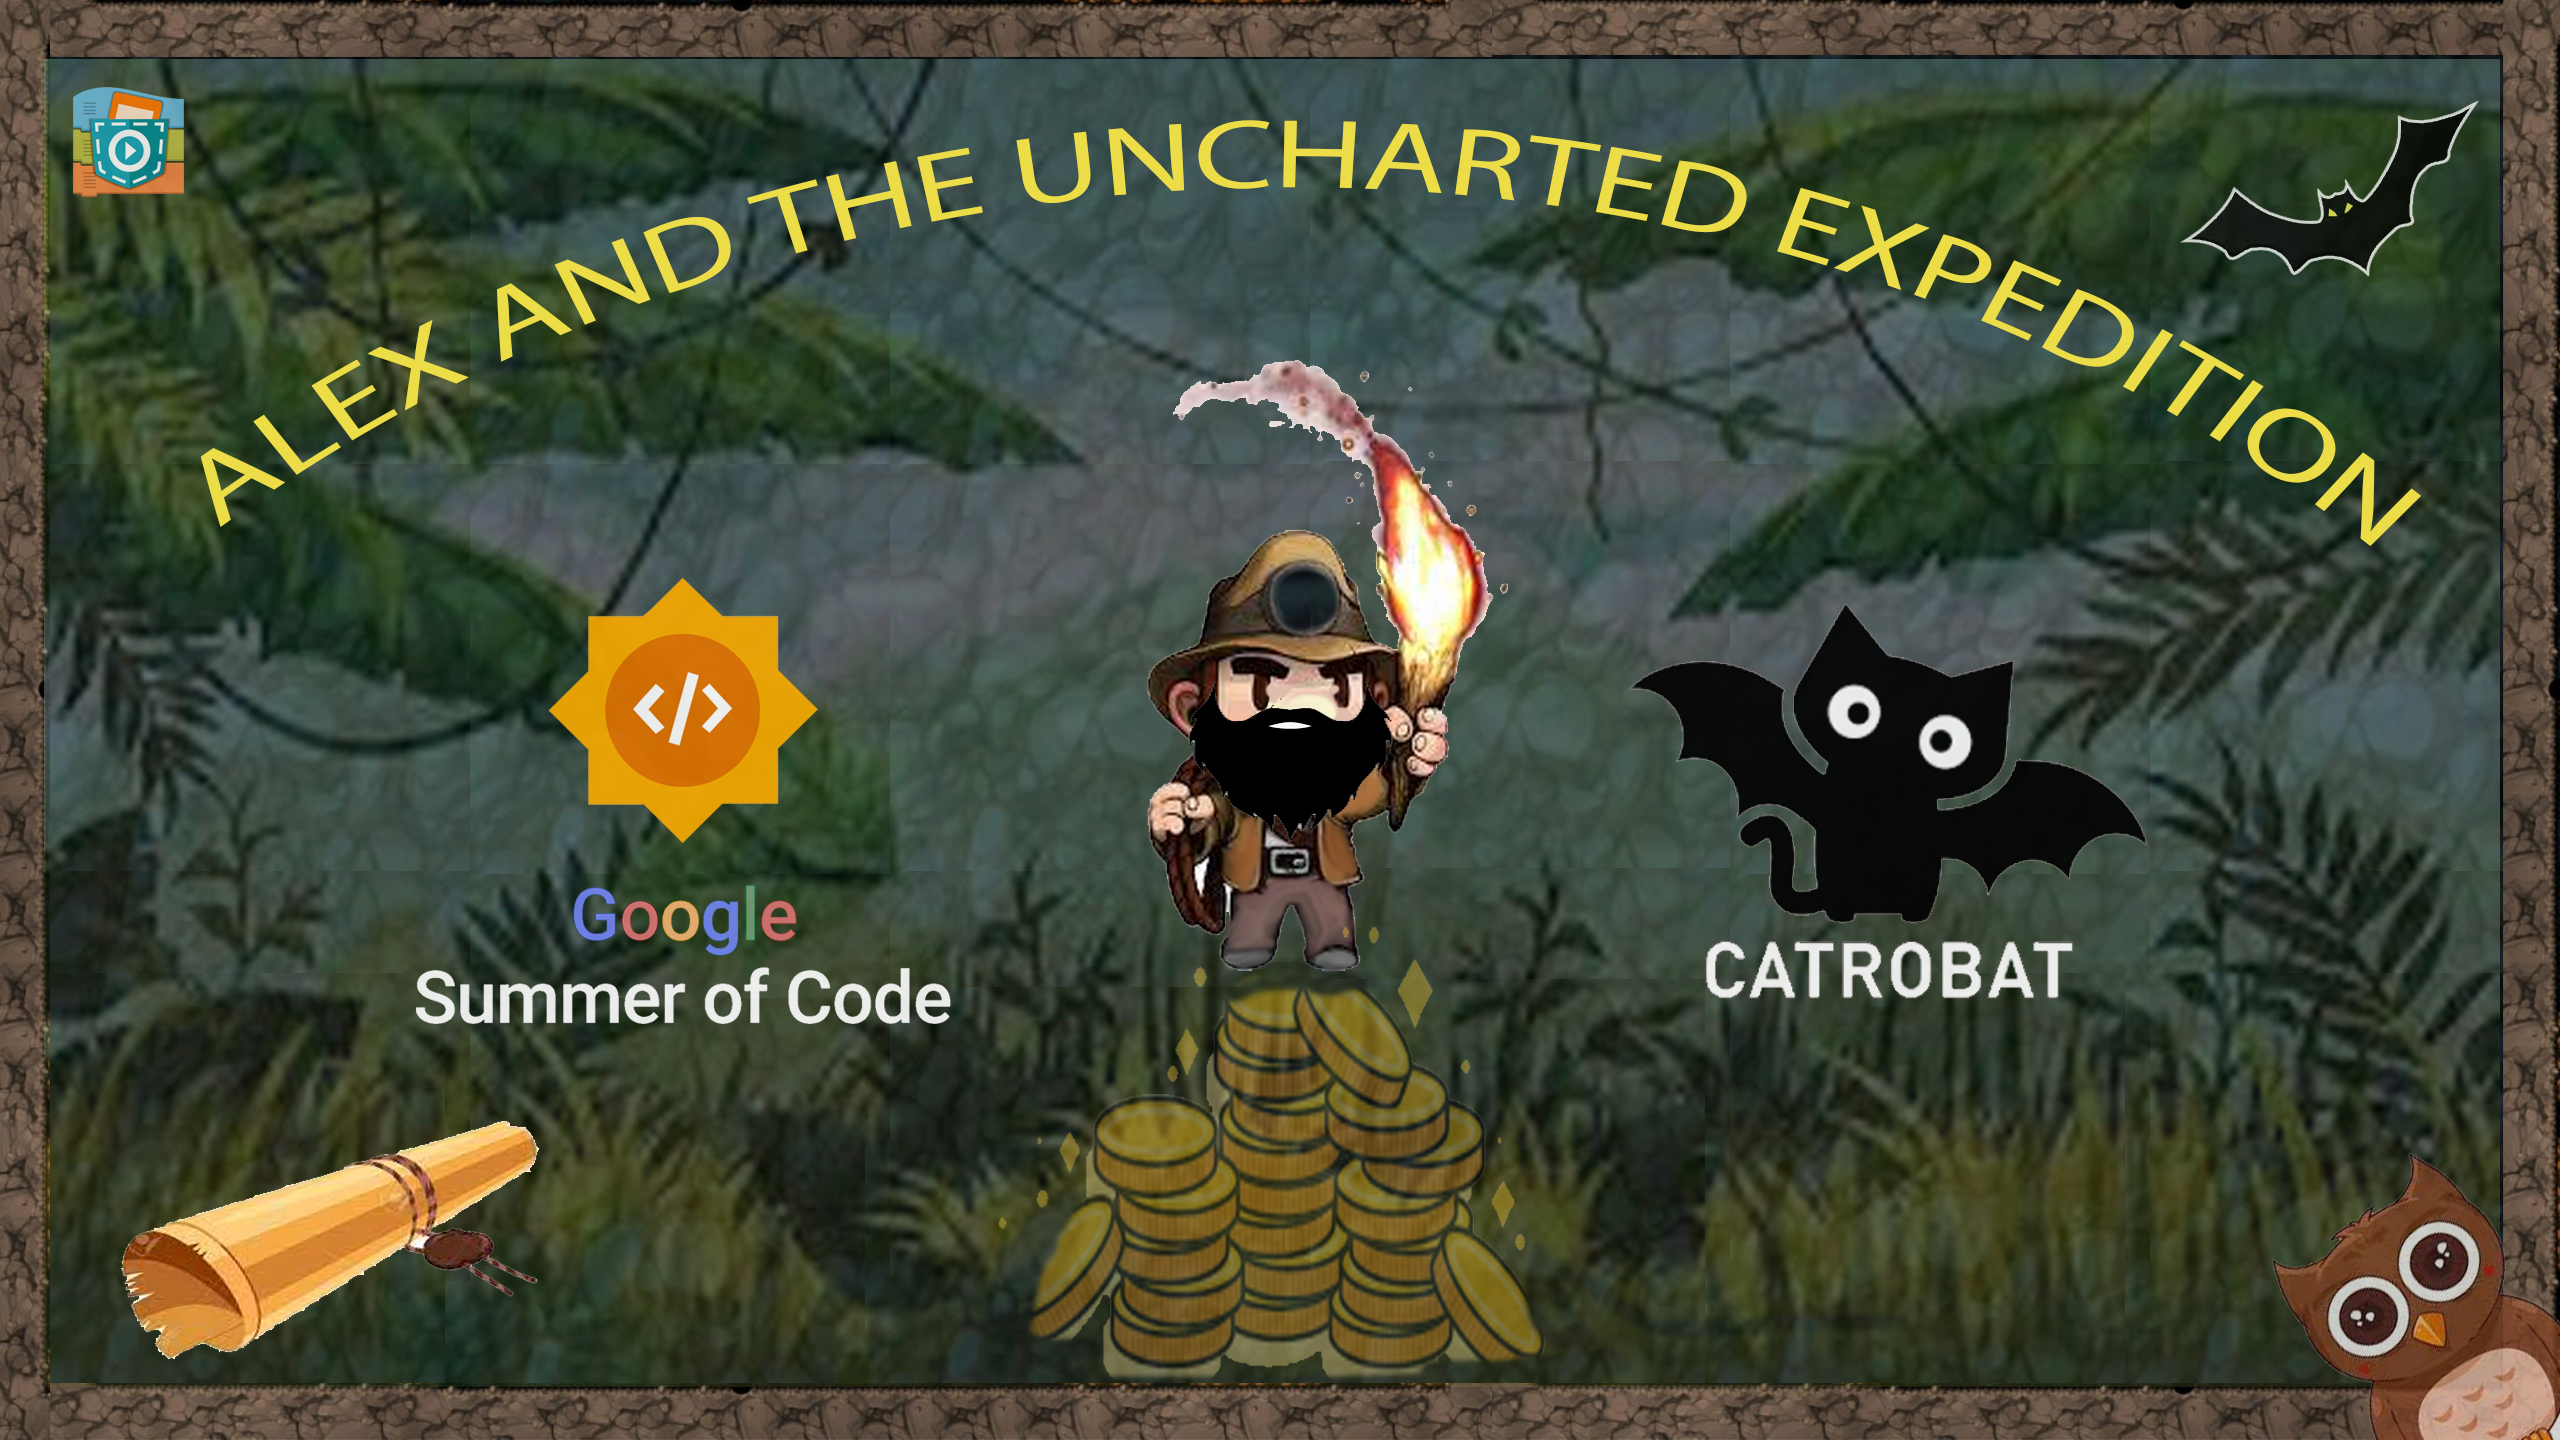 ALEX AND THE UNCHARTED EXPEDITION
</>
Google
Summer of Code
CATROBAT